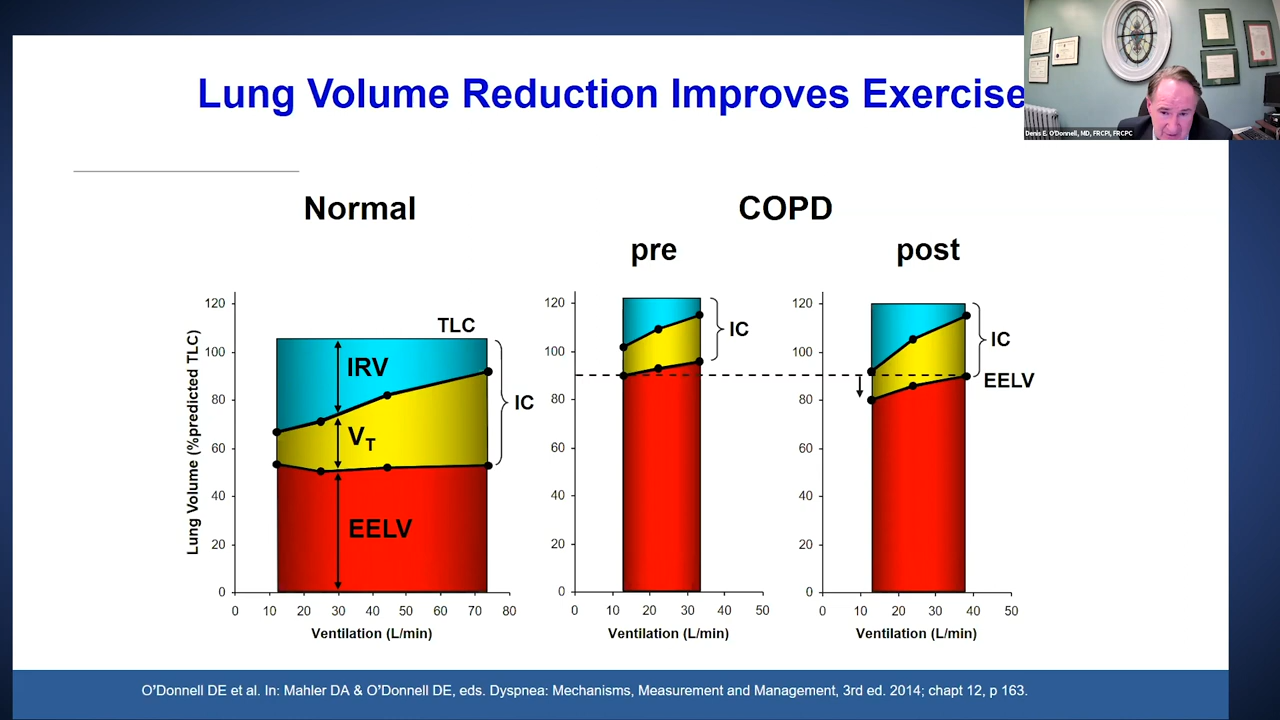 Lung Volume Reduction Improves Exercise
Denis E. O'Donnell, MD, FRCPI, FRCPC
Normal
COPD
pre
post
Lung Volume (%predicted TLC)
120
100
80
60
40
20
0
0 10 20 30 40 50 60 70 80
Ventilation (L/min)
TLC
IRV
VT
EELV
IC
120
100
80
60
40
20
0
0 10 20 30 40 50
Ventilation (L/min)
IC
120
100
80
60
40
20
0
0 10 20 30 40 50
Ventilation (L/min)
IC
EELV
O'Donnell DE et al. In: Mahler DA & O'Donnell DE, eds. Dyspnea: Mechanisms, Measurement and Management, 3rd ed. 2014; chapt 12, p 163.